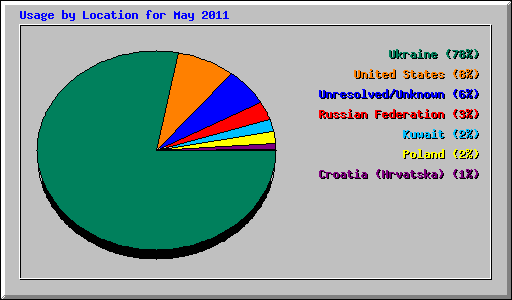 Usage by Location for May 2011
Ukraine (78%)
United States (8%)
Unresolved/Unknown (6%)
Russian Federation (3%)
Kuwait (2%)
Poland (2%)
Croatia (Hrvatska) (1%)